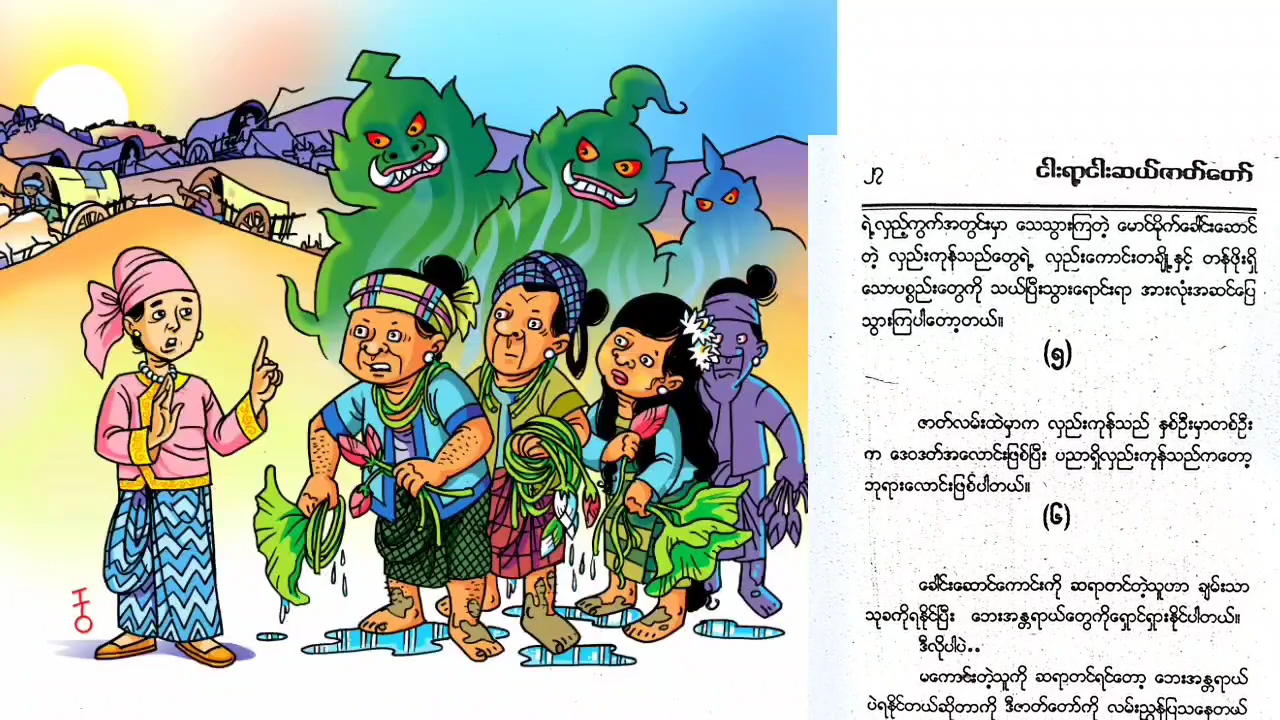 ၂၇
ငါးရာ့ငါးဆယ်ဇာတ်တော်
ရဲ့လှည့်ကွက်အတွင်းမှာ သေသွားကြတဲ့ မောင်မိုက်ခေါင်းဆောင်
တဲ့ လှည်းကုန်သည်တွေရဲ့ လှည်းကောင်းတချို့နှင့် တန်ဖိုးရှိ
သောပစ္စည်းတွေကို သယ်ပြီးသွားရောင်းရာ အားလုံးအဆင်ပြေ
သွားကြပါတော့တယ်။
(၅)
ဇာတ်လမ်းထဲမှာက လှည်းကုန်သည် နှစ်ဦးမှာတစ်ဦး
က ဒေဝဒတ်အလောင်းဖြစ်ပြီး ပညာရှိလှည်းကုန်သည်ကတော့
ဘုရားလောင်းဖြစ်ပါတယ်။
(၆)
ခေါင်းဆောင်ကောင်းကို ဆရာတင်တဲ့သူဟာ ချမ်းသာ
သုခကိုရနိုင်ပြီး ဘေးအန္တရာယ်တွေကိုရှောင်ရှားနိုင်ပါတယ်။
ဒီလိုပါပဲ..
မကောင်းတဲ့သူကို ဆရာတင်ရင်တော့ ဘေးအန္တရာယ်
ပဲရနိုင်တယ်ဆိုတာကို ဒီဇာတ်တော်ကို လမ်းညွှန်ပြသနေတယ်